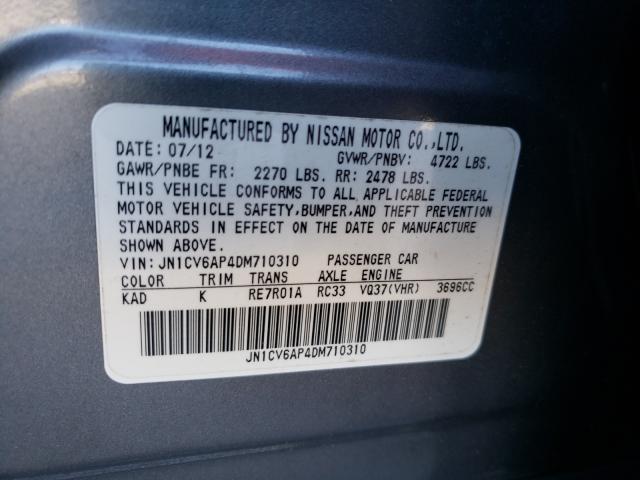 MANUFACTURED BY NISSAN MOTOR CO.,LTD.
DATE: 07/12 GVWR/PNBV: 4722 LBS.
GAWR/PNBE FR: 2270 LBS. RR: 2478 LBS.
THIS VEHICLE CONFORMS TO ALL APPLICABLE FEDERAL
MOTOR VEHICLE SAFETY,BUMPER,AND THEFT PREVENTION
STANDARDS IN EFFECT ON THE DATE OF MANUFACTURE
SHOWN ABOVE.
VIN: JN1CV6AP4DM710310 PASSENGER CAR
COLOR TRIM TRANS AXLE ENGINE
KAD K RE7R01A RC33 VQ37(VHR) 3696CC
JN1CV6AP4DM710310